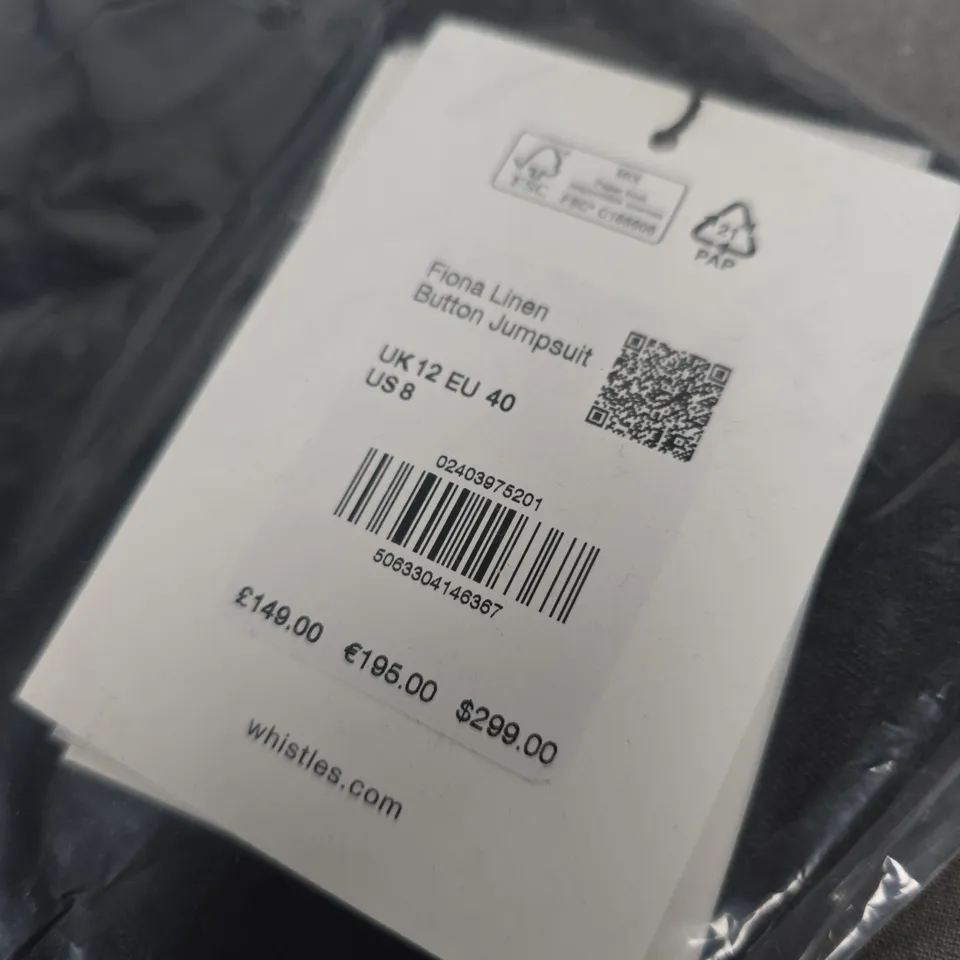 FSC
21
PAP
Fiona Linen
Button Jumpsuit
UK 12 EU 40
US 8
02403975201
5063304146367
£149.00 €195.00 $299.00
whistles.com